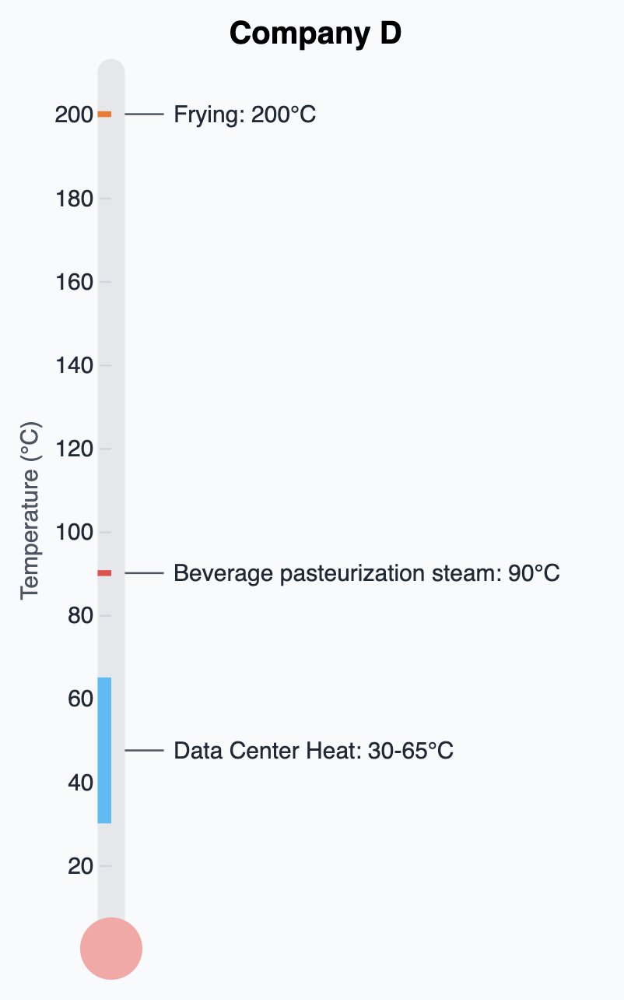 Company D
200
Frying: 200°C
180
160
140
120
100
Temperature (°C)
Beverage pasteurization steam: 90°C
80
60
Data Center Heat: 30-65°C
40
20